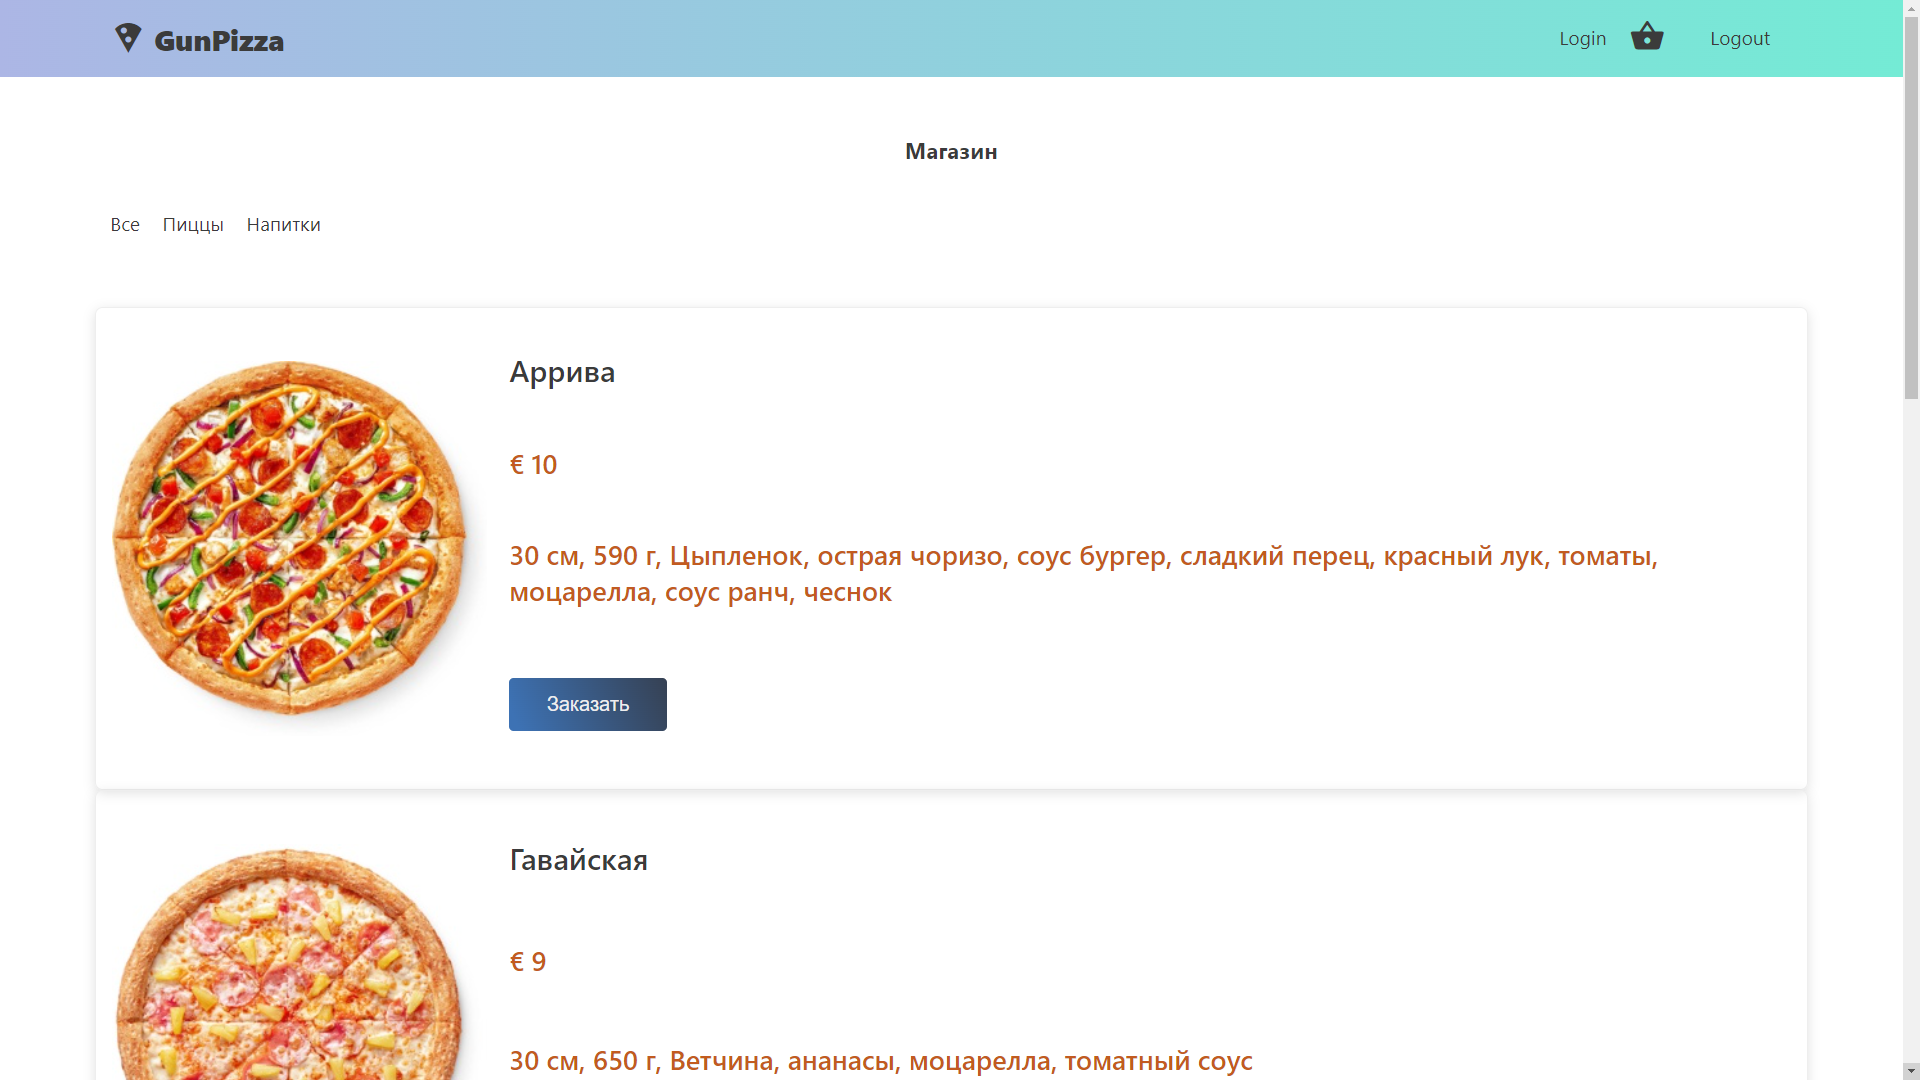 GunPizza
Login
Logout
Магазин
Все Пиццы Напитки
Аррива
€ 10
30 см, 590 г, Цыпленок, острая чоризо, соус бургер, сладкий перец, красный лук, томаты,
моцарелла, соус ранч, чеснок
Заказать
Гавайская
€ 9
30 см, 650 г, Ветчина, ананасы, моцарелла, томатный соус